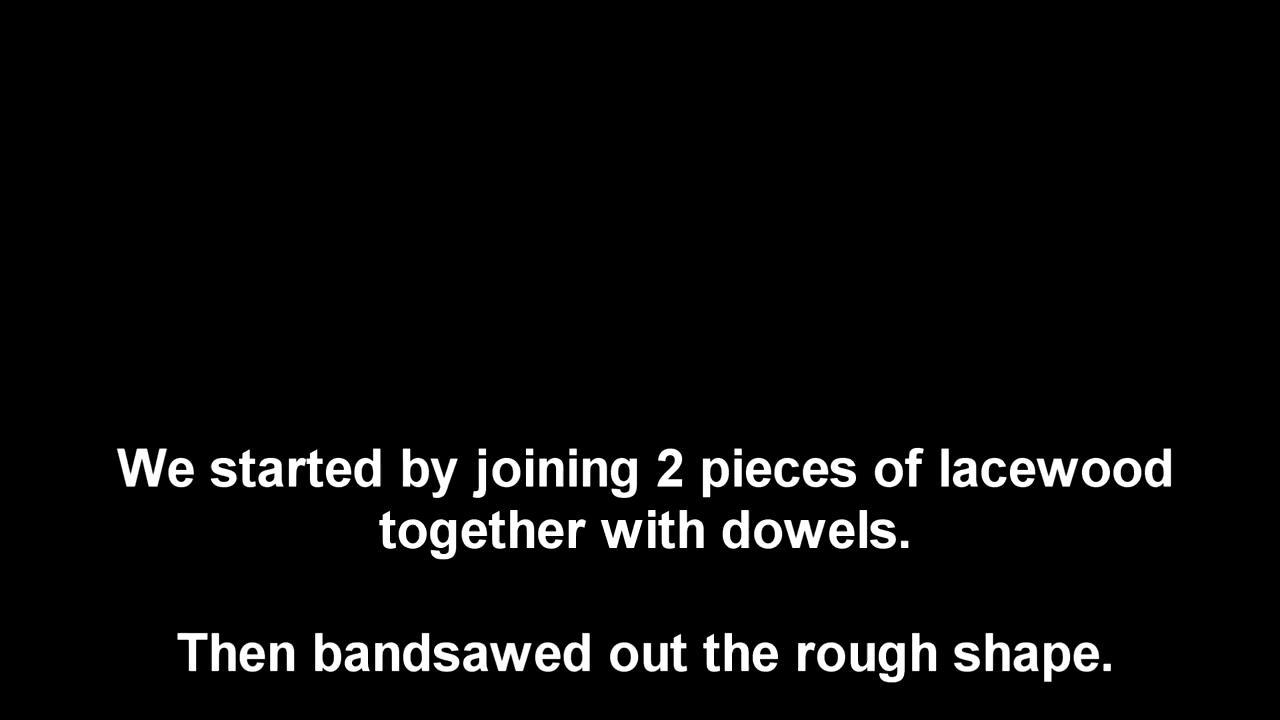 We started by joining 2 pieces of lacewood
together with dowels.
Then bandsawed out the rough shape.